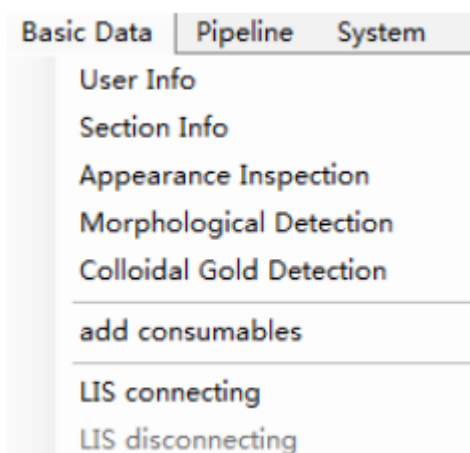 Basic Data Pipeline System
User Info
Section Info
Appearance Inspection
Morphological Detection
Colloidal Gold Detection
add consumables
LIS connecting
LIS disconnecting